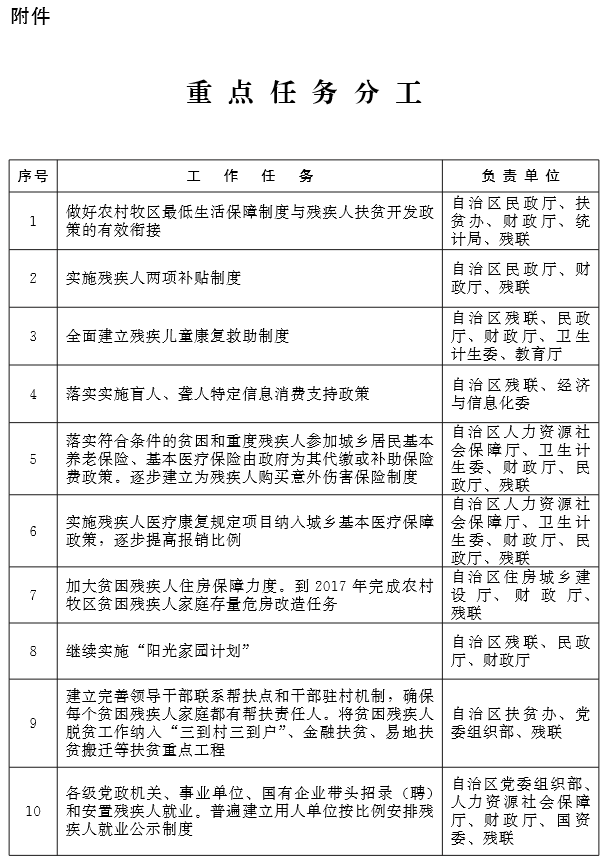 附件
重点任务分工
序号 工作任务 负责单位
1 做好农村牧区最低生活保障制度与残疾人扶贫开发政
策的有效衔接
自治区民政厅、扶
贫办、财政厅、统
计局、残联
2 实施残疾人两项补贴制度
自治区民政厅、财
政厅、残联
3 全面建立残疾儿童康复救助制度
自治区残联、民政
厅、财政厅、卫生
计生委、教育厅
4 落实实施盲人、聋人特定信息消费支持政策
自治区残联、经济
与信息化委
5 落实符合条件的贫困和重度残疾人参加城乡居民基本
养老保险、基本医疗保险由政府为其代缴或补助保险
费政策。逐步建立为残疾人购买意外伤害保险制度
自治区人力资源社
会保障厅、卫生计
生委、财政厅、民
政厅、残联
6 实施残疾人医疗康复规定项目纳入城乡基本医疗保障
政策，逐步提高报销比例
自治区人力资源社
会保障厅、卫生计
生委、财政厅、民
政厅、残联
7 加大贫困残疾人住房保障力度。到2017年完成农村
牧区贫困残疾人家庭存量危房改造任务
自治区住房城乡建
设厅、财政厅、
残联
8 继续实施“阳光家园计划”
自治区残联、民政
厅、财政厅
9 建立完善领导干部联系帮扶点和干部驻村机制，确保
每个贫困残疾人家庭都有帮扶责任人。将贫困残疾人
脱贫工作纳入“三到村三到户”、金融扶贫、易地扶
贫搬迁等扶贫重点工程
自治区扶贫办、党
委组织部、残联
10 各级党政机关、事业单位、国有企业带头招录（聘）
和安置残疾人就业。普遍建立用人单位按比例安排残
疾人就业公示制度
自治区党委组织部、
人力资源社会保障
厅、财政厅、国资
委、残联